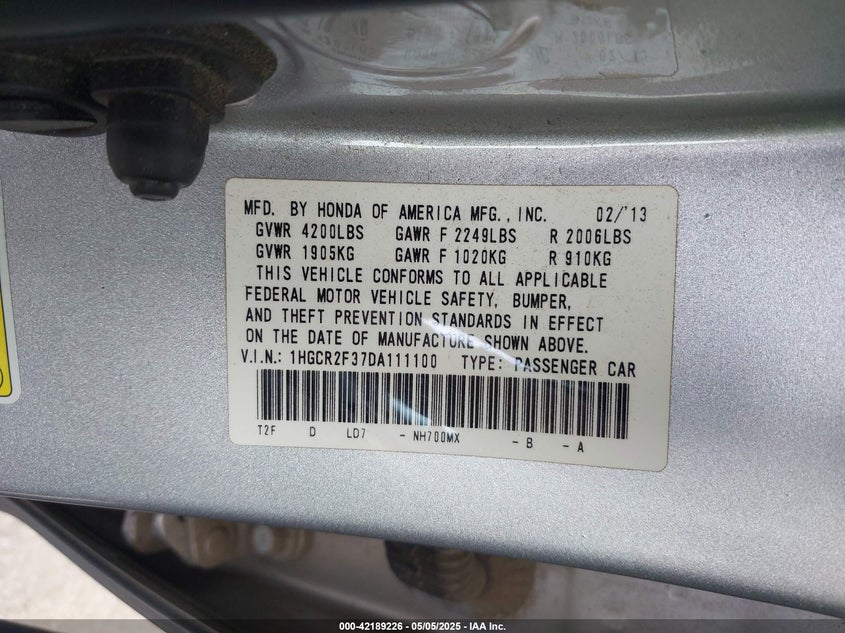 MFD. BY HONDA OF AMERICA MFG., INC. 02/'13
GVWR 4200LBS GAWR F 2249LBS R 2006LBS
GVWR 1905KG GAWR F 1020KG R 910KG
THIS VEHICLE CONFORMS TO ALL APPLICABLE
FEDERAL MOTOR VEHICLE SAFETY, BUMPER,
AND THEFT PREVENTION STANDARDS IN EFFECT
ON THE DATE OF MANUFACTURE SHOWN ABOVE.
V.I.N.: 1HGCR2F37DA111100 TYPE: PASSENGER CAR
T2F D LD7 - NH700MX - B - A
000-42189226 - 05/05/2025 - IAA Inc.